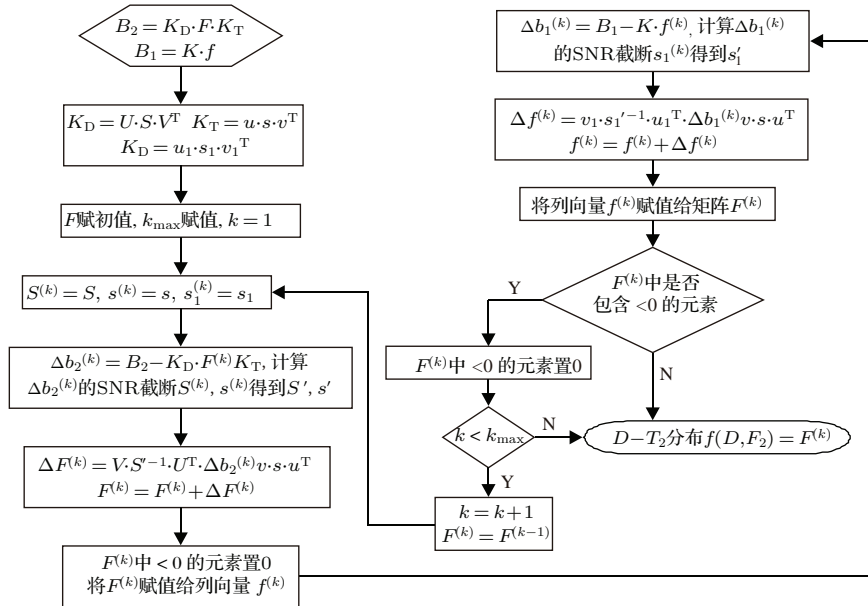 B₂ = K_D·F·K_T
B₁ = K·f
K_D = U·S·V^T K_T = u·s·v^T
K_D = u₁·s₁·v₁^T
F赋初值, k_max赋值, k = 1
S^(k) = S, s^(k) = s, s₁^(k) = s₁
Δb₂^(k) = B₂−K_D·F^(k)K_T, 计算
Δb₂^(k)的SNR截断S^(k), s^(k)得到S′, s′
ΔF^(k) = V·S′^−1·U^T·Δb₂^(k)v·s·u^T
F^(k) = F^(k)+ΔF^(k)
F^(k)中 < 0 的元素置0
将F^(k)赋值给列向量 f^(k)
Δb₁^(k) = B₁−K·f^(k), 计算Δb₁^(k)
的SNR截断s₁^(k)得到s₁′
Δf^(k) = v₁·s₁′^−1·u₁^T·Δb₁^(k)v·s·u^T
f^(k) = f^(k)+Δf^(k)
将列向量f^(k)赋值给矩阵F^(k)
F^(k)中是否
包含 <0 的元素
Y
N
F^(k)中 <0 的元素置0
k < k_max
N
Y
D−T₂分布f(D,F₂) = F^(k)
k = k+1
F^(k) = F^(k−1)